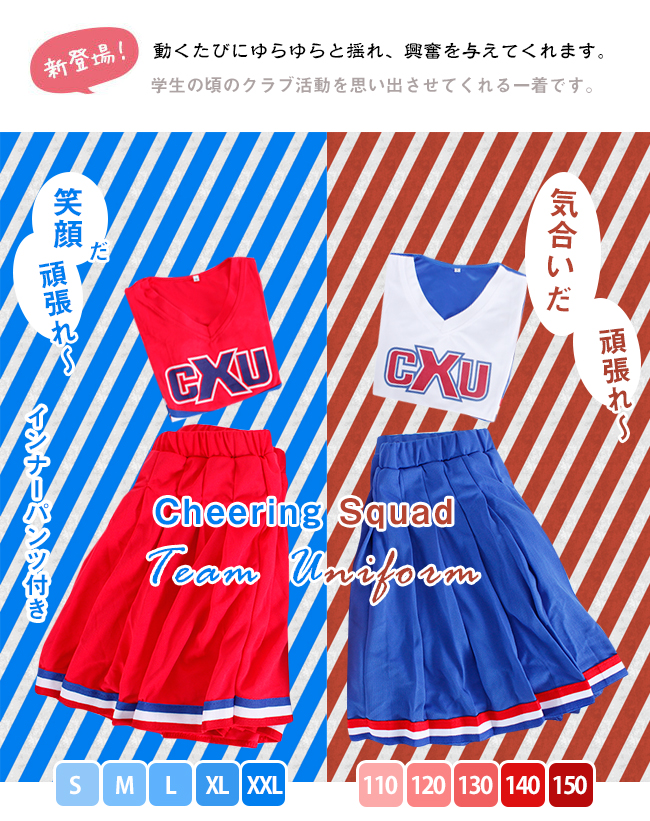 新登場!
動くたびにゆらゆらと揺れ、興奮を与えてくれます。
学生の頃のクラブ活動を思い出させてくれる一着です。
笑顔だ
頑張れ〜
気合いだ
頑張れ〜
CXU
CXU
インナーパンツ付き
Cheering Squad
Team Uniform
S M L XL XXL
110 120 130 140 150